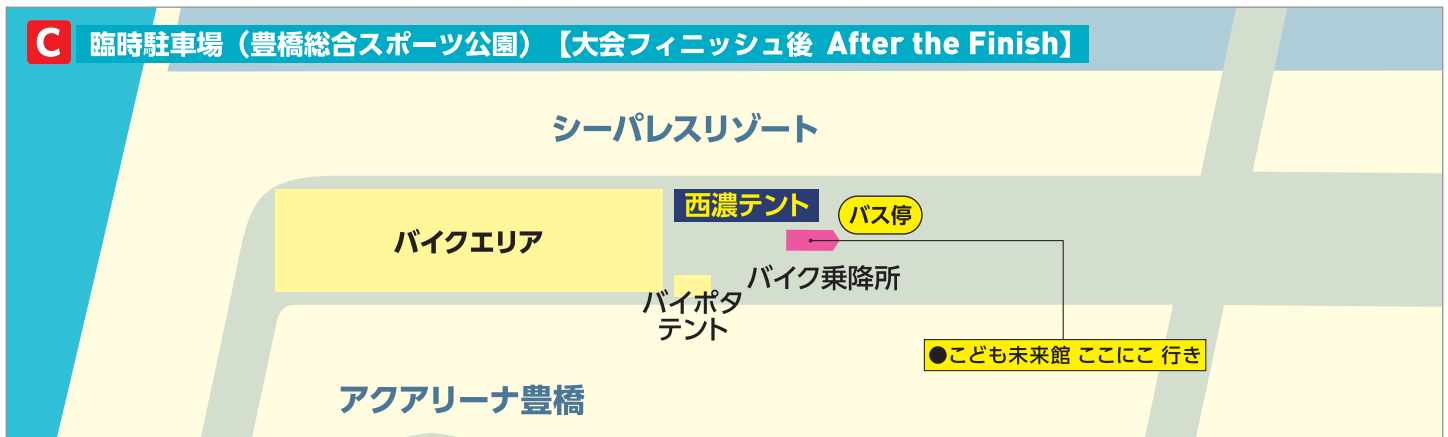 C 臨時駐車場（豊橋総合スポーツ公園）【大会フィニッシュ後 After the Finish】
シーパレスリゾート
西濃テント
バス停
バイクエリア
バイク乗降所
バイポタ
テント
●こども未来館 ここにこ 行き
アクアリーナ豊橋